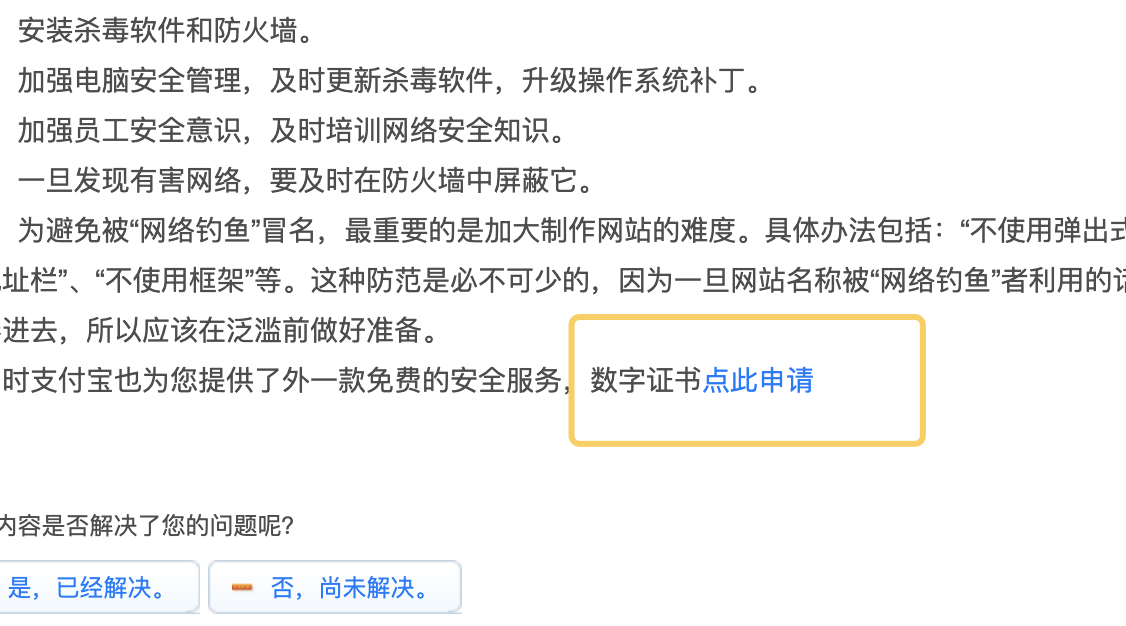 安装杀毒软件和防火墙。
加强电脑安全管理，及时更新杀毒软件，升级操作系统补丁。
加强员工安全意识，及时培训网络安全知识。
一旦发现有害网络，要及时在防火墙中屏蔽它。
为避免被“网络钓鱼”冒名，最重要的是加大制作网站的难度。具体办法包括：“不使用弹出式
址栏”、“不使用框架”等。这种防范是必不可少的，因为一旦网站名称被“网络钓鱼”者利用的话
进去，所以应该在泛滥前做好准备。
时支付宝也为您提供了外一款免费的安全服务，数字证书点此申请
内容是否解决了您的问题呢？
是，已经解决。
否，尚未解决。